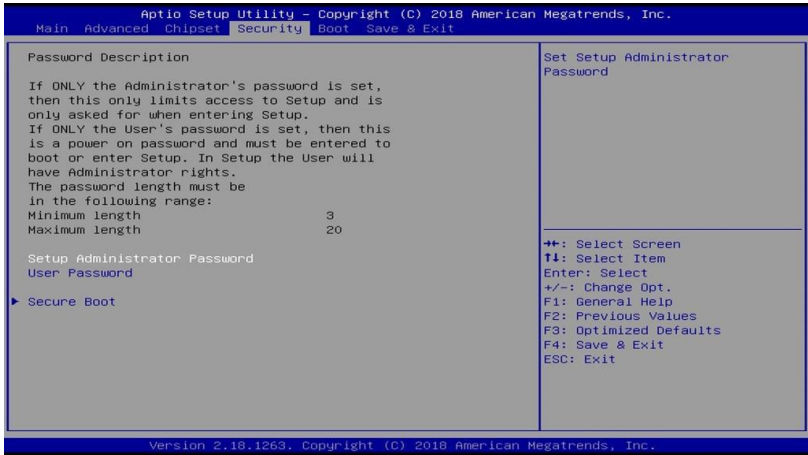 Aptio Setup Utility – Copyright (C) 2018 American Megatrends, Inc.
Main Advanced Chipset Security Boot Save & Exit
Password Description
If ONLY the Administrator's password is set,
then this only limits access to Setup and is
only asked for when entering Setup.
If ONLY the User's password is set, then this
is a power on password and must be entered to
boot or enter Setup. In Setup the User will
have Administrator rights.
The password length must be
in the following range:
Minimum length 3
Maximum length 20
Setup Administrator Password
User Password
► Secure Boot
Set Setup Administrator
Password
→←: Select Screen
↑↓: Select Item
Enter: Select
+/-: Change Opt.
F1: General Help
F2: Previous Values
F3: Optimized Defaults
F4: Save & Exit
ESC: Exit
Version 2.18.1263. Copyright (C) 2018 American Megatrends, Inc.